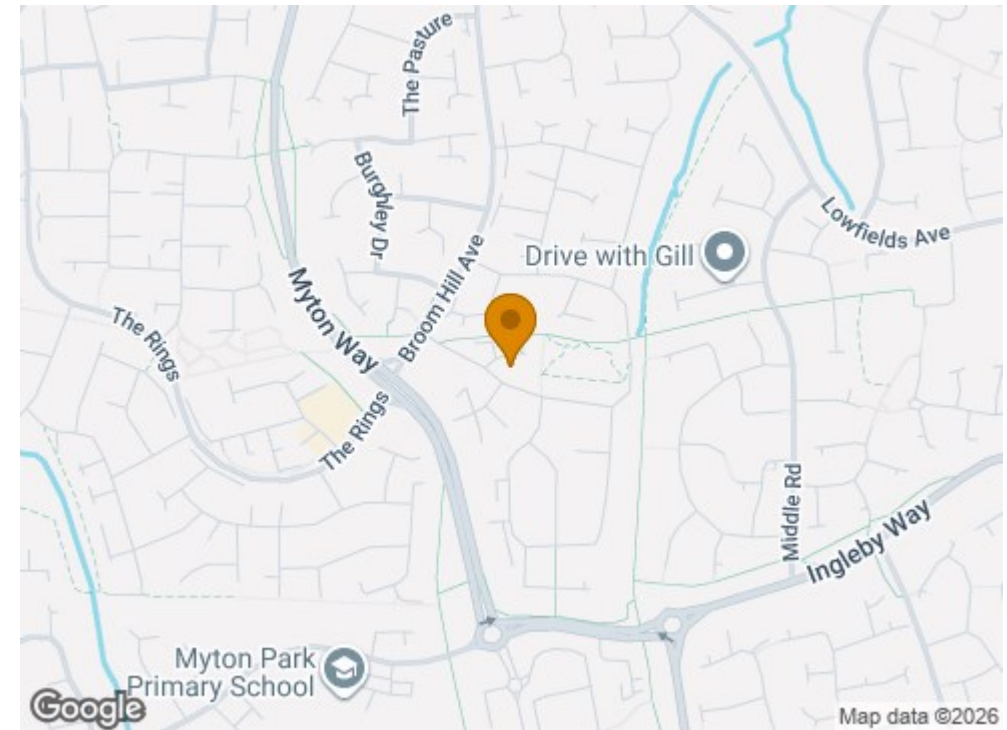 The Pasture
Burghley Dr
Broom Hill Ave
Lowfields Ave
Drive with Gill
Myton Way
The Rings
The Rings
Middle Rd
Ingleby Way
Myton Park
Primary School
Google
Map data ©2026